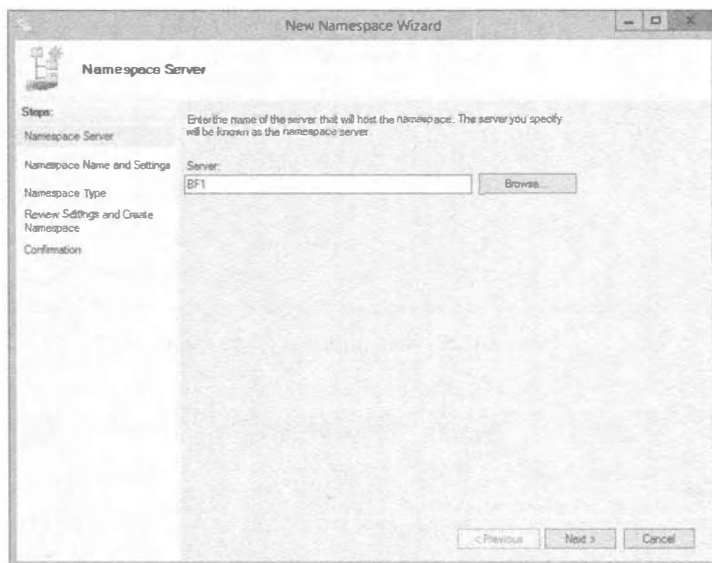 New Namespace Wizard
Namespace Server
Steps:
Namespace Server
Namespace Name and Settings
Namespace Type
Review Settings and Create
Namespace
Confirmation
Enter the name of the server that will host the namespace. The server you specify
will be known as the namespace server.
Server:
BF1
Browse...
< Previous
Next >
Cancel